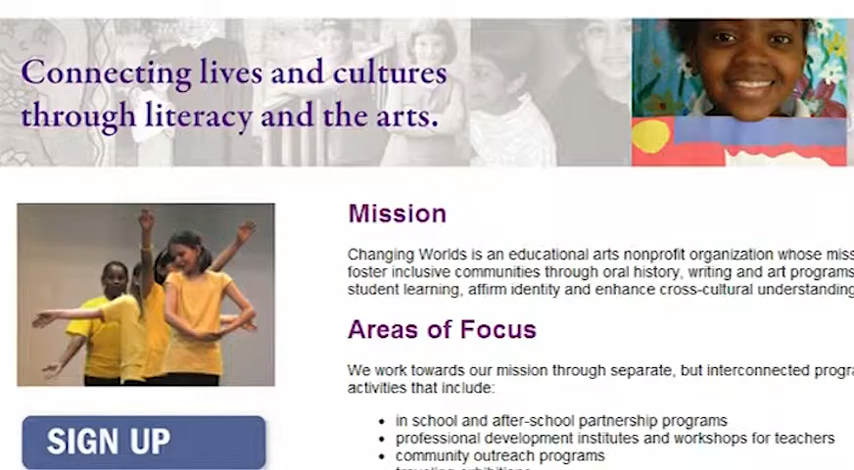 Connecting lives and cultures
through literacy and the arts.
Mission
Changing Worlds is an educational arts nonprofit organization whose
foster inclusive communities through oral history, writing and art programs
student learning, affirm identity and enhance cross-cultural understanding
Areas of Focus
We work towards our mission through separate, but interconnected
activities that include:
• in school and after-school partnership programs
• professional development institutes and workshops for teachers
• community outreach programs
SIGN UP